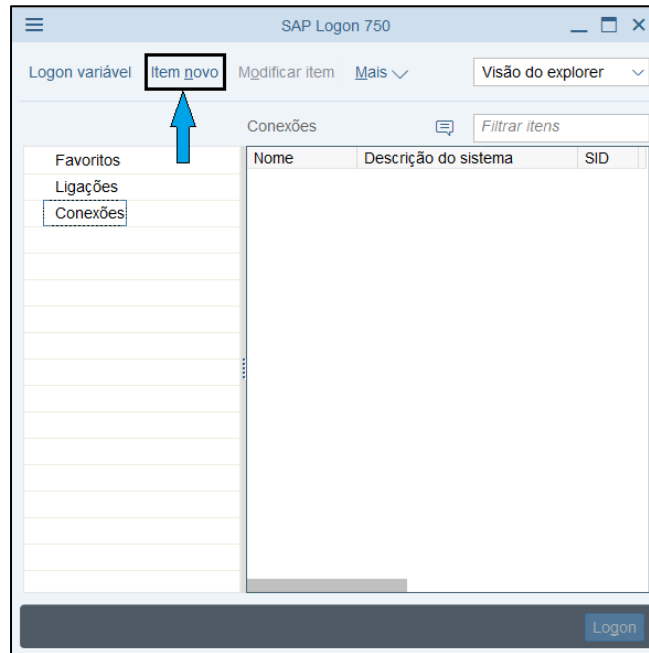 SAP Logon 750
Logon variável Item novo Modificar item Mais Visão do explorer
Conexões Filtrar itens
Favoritos
Ligações
Conexões
Nome Descrição do sistema SID
Logon